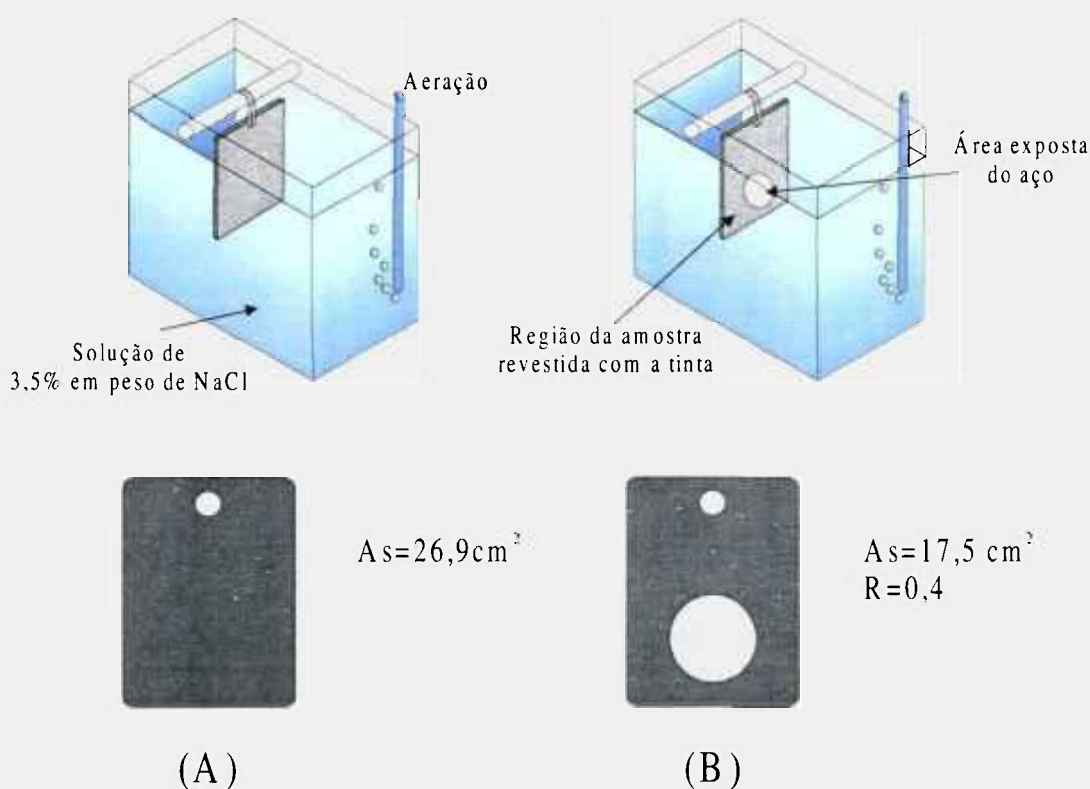 Aeração
Área exposta
do aço
Solução de
3,5% em peso de NaCl
Região da amostra
revestida com a tinta
As=26,9cm²
As=17,5 cm²
R=0,4
(A)
(B)